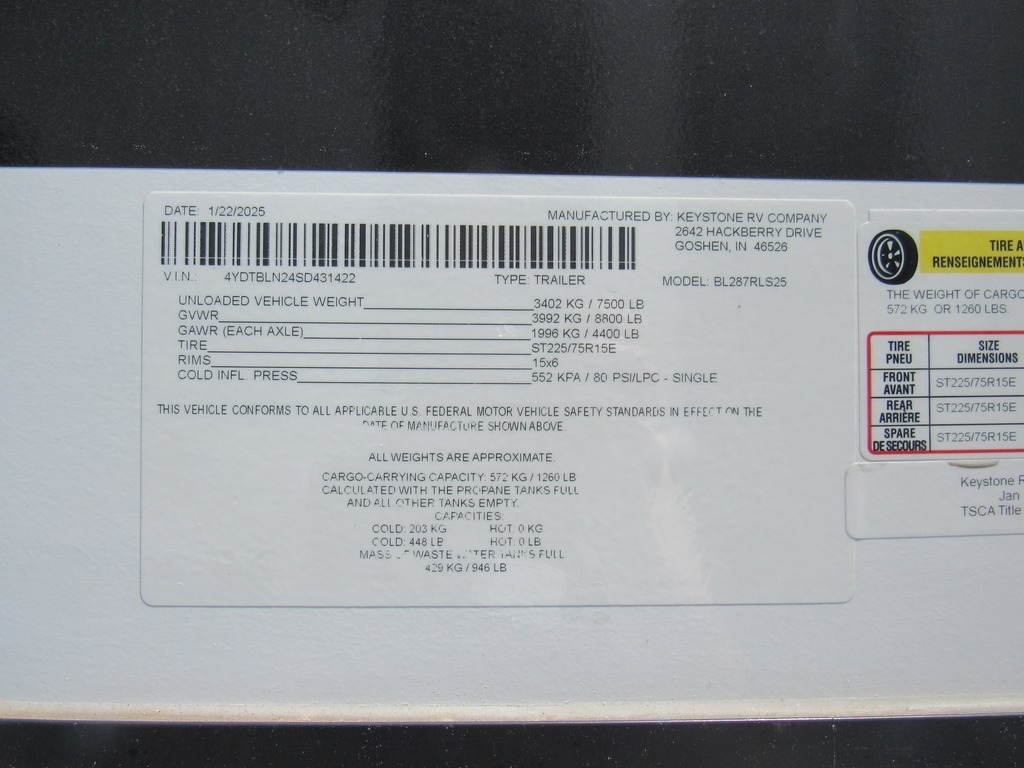 DATE: 1/22/2025
MANUFACTURED BY: KEYSTONE RV COMPANY
2642 HACKBERRY DRIVE
GOSHEN, IN 46526
V.I.N.: 4YDTBLN24SD431422 TYPE: TRAILER MODEL: BL287RLS25
UNLOADED VEHICLE WEIGHT 3402 KG / 7500 LB
GVWR 3992 KG / 8800 LB
GAWR (EACH AXLE) 1996 KG / 4400 LB
TIRE ST225/75R15E
RIMS 15x6
COLD INFL. PRESS 552 KPA / 80 PSI/LPC - SINGLE
THIS VEHICLE CONFORMS TO ALL APPLICABLE U.S. FEDERAL MOTOR VEHICLE SAFETY STANDARDS IN EFFECT ON THE
DATE OF MANUFACTURE SHOWN ABOVE.
ALL WEIGHTS ARE APPROXIMATE.
CARGO-CARRYING CAPACITY: 572 KG / 1260 LB
CALCULATED WITH THE PROPANE TANKS FULL
AND ALL OTHER TANKS EMPTY.
CAPACITIES:
COLD: 203 KG HOT: 0 KG
COLD: 448 LB HOT: 0 LB
MASS OF WASTE WATER TANKS FULL
429 KG / 946 LB
TIRE A
RENSEIGNEMENTS
THE WEIGHT OF CARGO
572 KG OR 1260 LBS.
TIRE PNEU SIZE DIMENSIONS
FRONT AVANT ST225/75R15E
REAR ARRIÈRE ST225/75R15E
SPARE DE SECOURS ST225/75R15E
Keystone R
Jan
TSCA Title